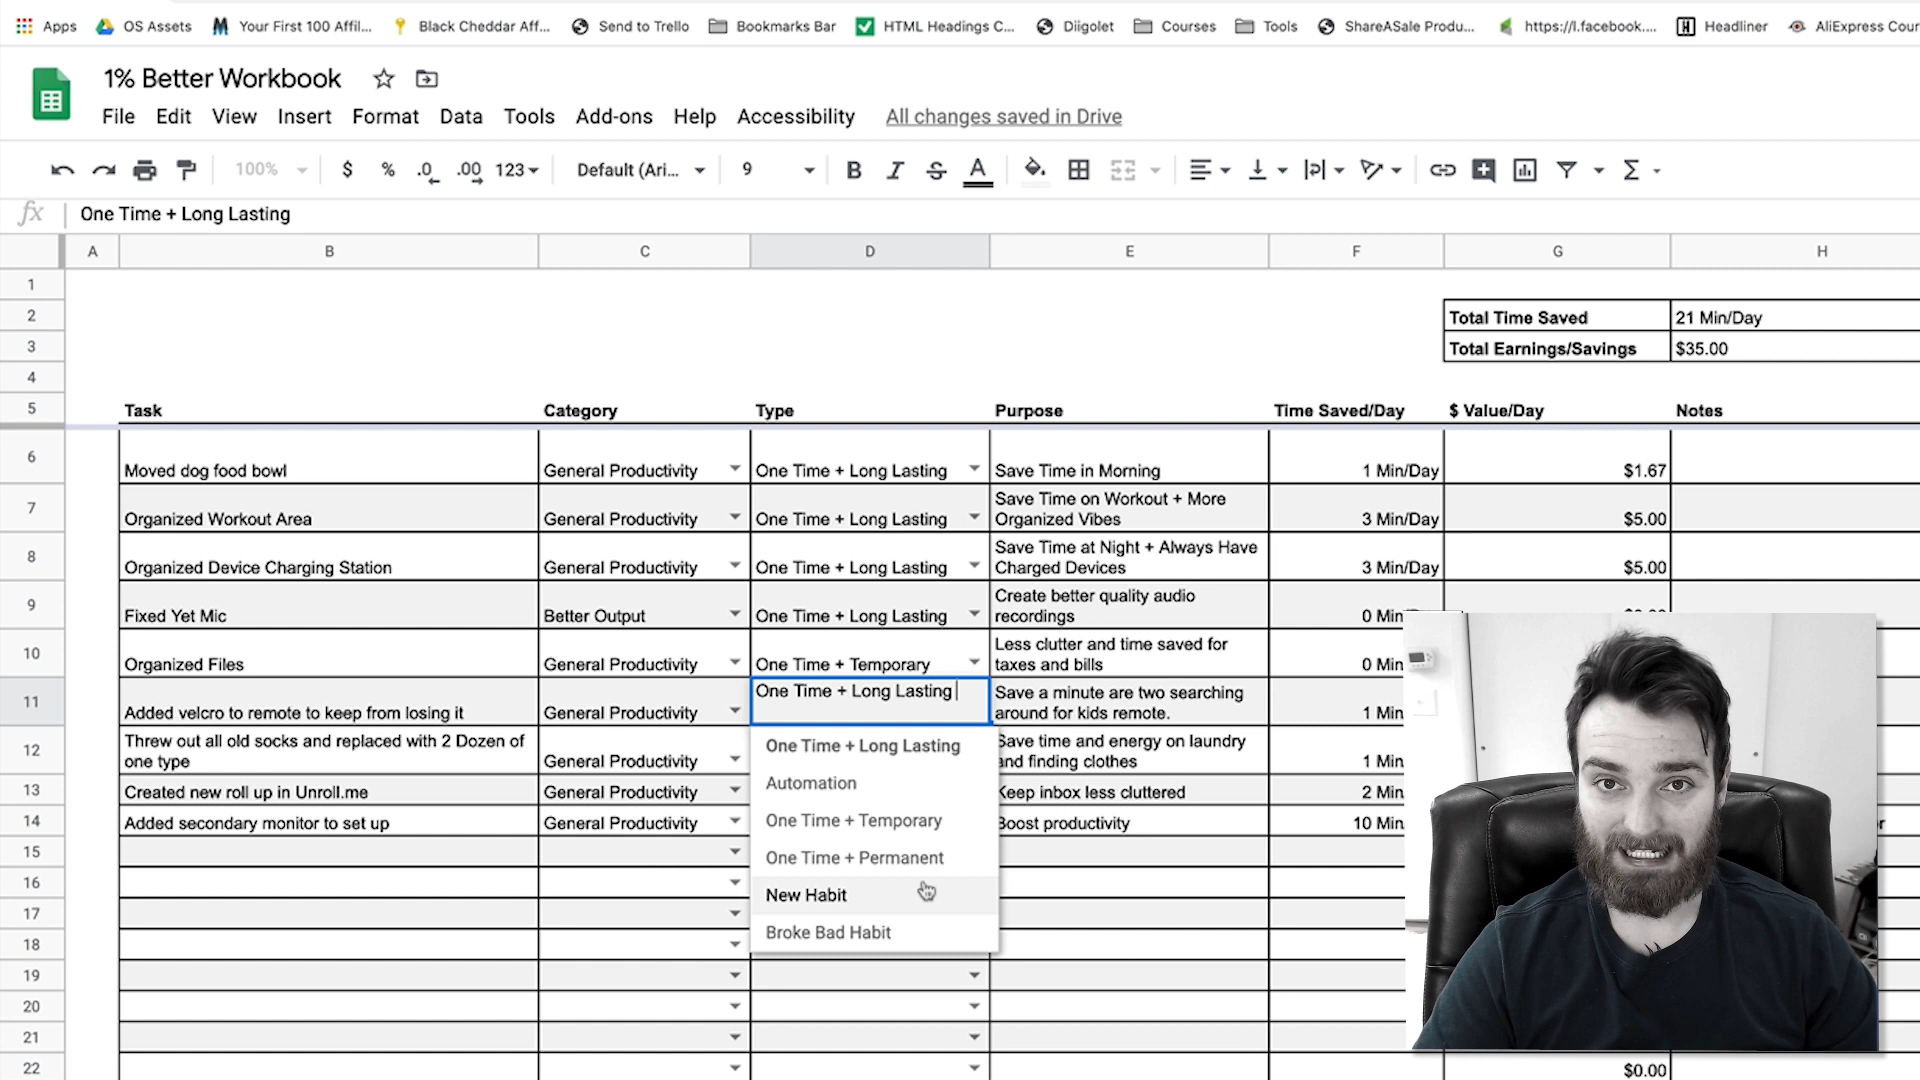 Apps OS Assets Your First 100 Affil... Black Cheddar Aff... Send to Trello Bookmarks Bar HTML Headings C... Diigolet Courses Tools ShareASale Produ... https://l.facebook.... Headliner AliExpress Cour
1% Better Workbook
File Edit View Insert Format Data Tools Add-ons Help Accessibility All changes saved in Drive
100% $ % .0 .00 123 Default (Ari... 9 B I S A
fx One Time + Long Lasting
A B C D E F G H
1
2 Total Time Saved 21 Min/Day
3 Total Earnings/Savings $35.00
4
5 Task Category Type Purpose Time Saved/Day $ Value/Day Notes
6 Moved dog food bowl General Productivity One Time + Long Lasting Save Time in Morning 1 Min/Day $1.67
7 Organized Workout Area General Productivity One Time + Long Lasting Save Time on Workout + More
Organized Vibes 3 Min/Day $5.00
8 Organized Device Charging Station General Productivity One Time + Long Lasting Save Time at Night + Always Have
Charged Devices 3 Min/Day $5.00
9 Fixed Yet Mic Better Output One Time + Long Lasting Create better quality audio
recordings 0 Min
10 Organized Files General Productivity One Time + Temporary Less clutter and time saved for
taxes and bills 0 Min
11 Added velcro to remote to keep from losing it General Productivity One Time + Long Lasting Save a minute are two searching
around for kids remote. 1 Min
12 Threw out all old socks and replaced with 2 Dozen of
one type General Productivity Save time and energy on laundry
and finding clothes 1 Min
13 Created new roll up in Unroll.me General Productivity Keep inbox less cluttered 2 Min
14 Added secondary monitor to set up General Productivity Boost productivity 10 Min
One Time + Long Lasting
Automation
One Time + Temporary
One Time + Permanent
New Habit
Broke Bad Habit
15
16
17
18
19
20
21
22 $0.00